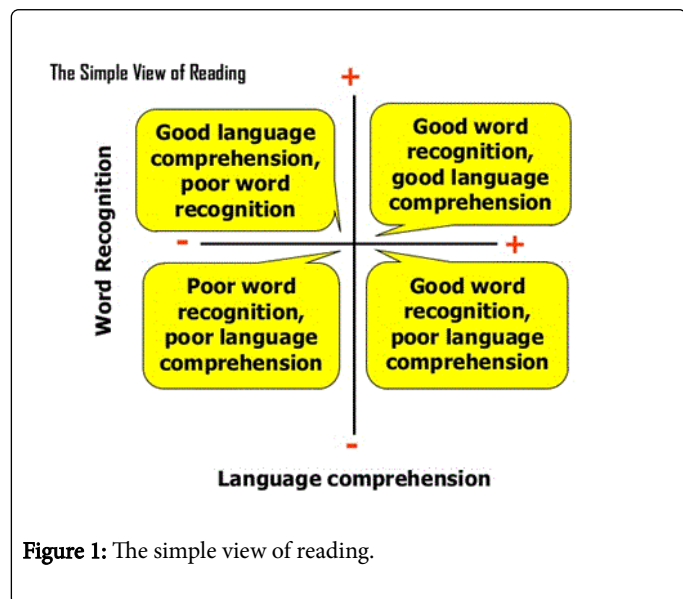 The Simple View of Reading
+
Good language
comprehension,
poor word
recognition
Good word
recognition,
good language
comprehension
Word Recognition
-
+
Poor word
recognition,
poor language
comprehension
Good word
recognition,
poor language
comprehension
-
Language comprehension
Figure 1: The simple view of reading.